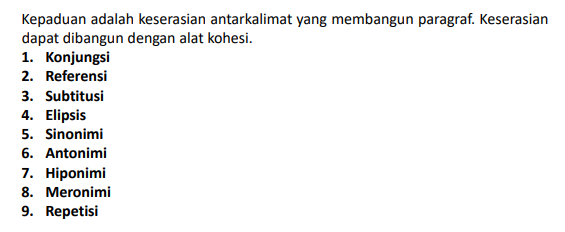 Kepaduan adalah keserasian antarkalimat yang membangun paragraf. Keserasian
dapat dibangun dengan alat kohesi.
1. Konjungsi
2. Referensi
3. Subtitusi
4. Elipsis
5. Sinonimi
6. Antonimi
7. Hiponimi
8. Meronimi
9. Repetisi